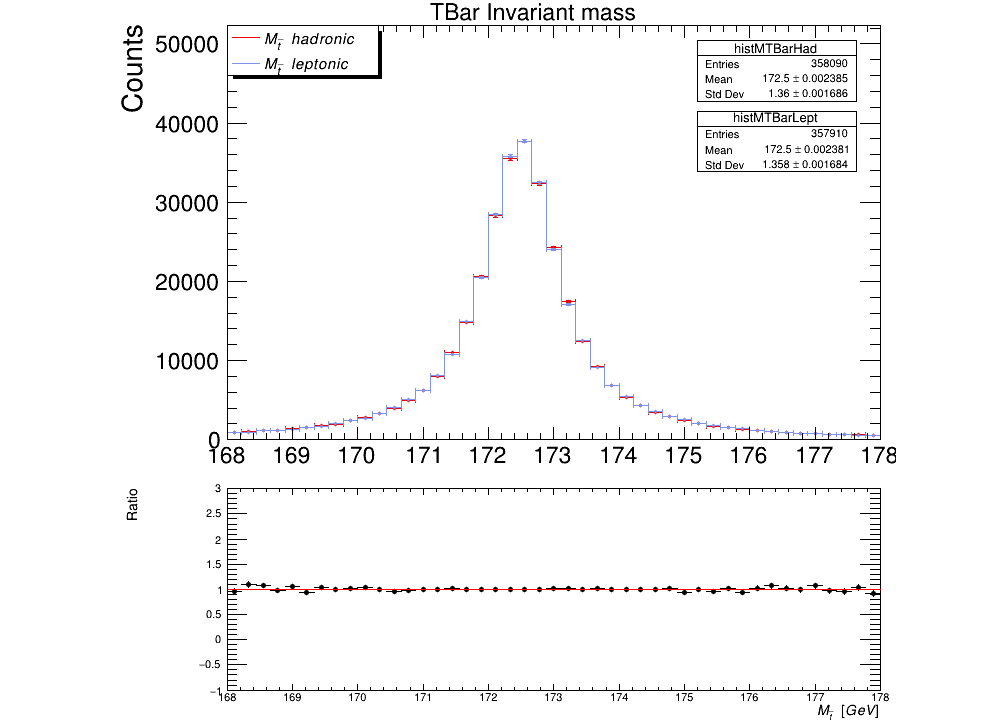 TBar Invariant mass
Counts
M_t̄ hadronic
M_t̄ leptonic
histMTBarHad
Entries 358090
Mean 172.5 ± 0.002385
Std Dev 1.36 ± 0.001686
histMTBarLept
Entries 357910
Mean 172.5 ± 0.002381
Std Dev 1.358 ± 0.001684
50000
40000
30000
20000
10000
0
168 169 170 171 172 173 174 175 176 177 178
Ratio
3
2.5
2
1.5
1
0.5
0
−0.5
−1
168 169 170 171 172 173 174 175 176 177 178
M_t̄ [GeV]